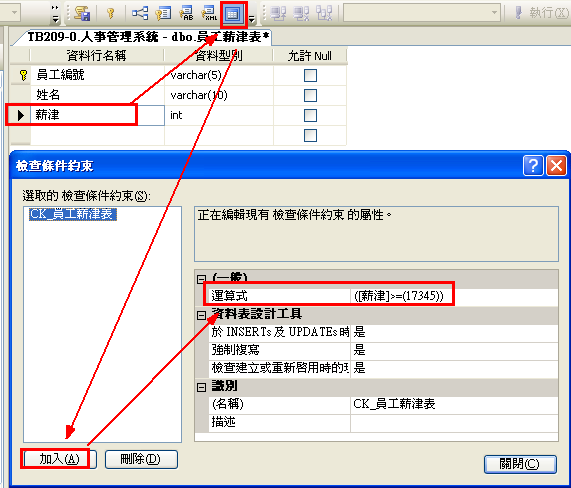 執行(X)
TB209-0.人事管理系統 - dbo.員工薪津表*
資料行名稱 資料型別 允許 Null
員工編號 varchar(5)
姓名 varchar(10)
薪津 int
檢查條件約束
選取的 檢查條件約束(S):
CK_員工薪津表
正在編輯現有 檢查條件約束 的屬性。
(一般)
運算式 ([薪津]>=(17345))
資料表設計工具
於 INSERTs 及 UPDATEs 時 是
強制複寫 是
檢查建立或重新啓用時的現 是
識別
(名稱) CK_員工薪津表
描述
加入(A) 刪除(D)
關閉(C)